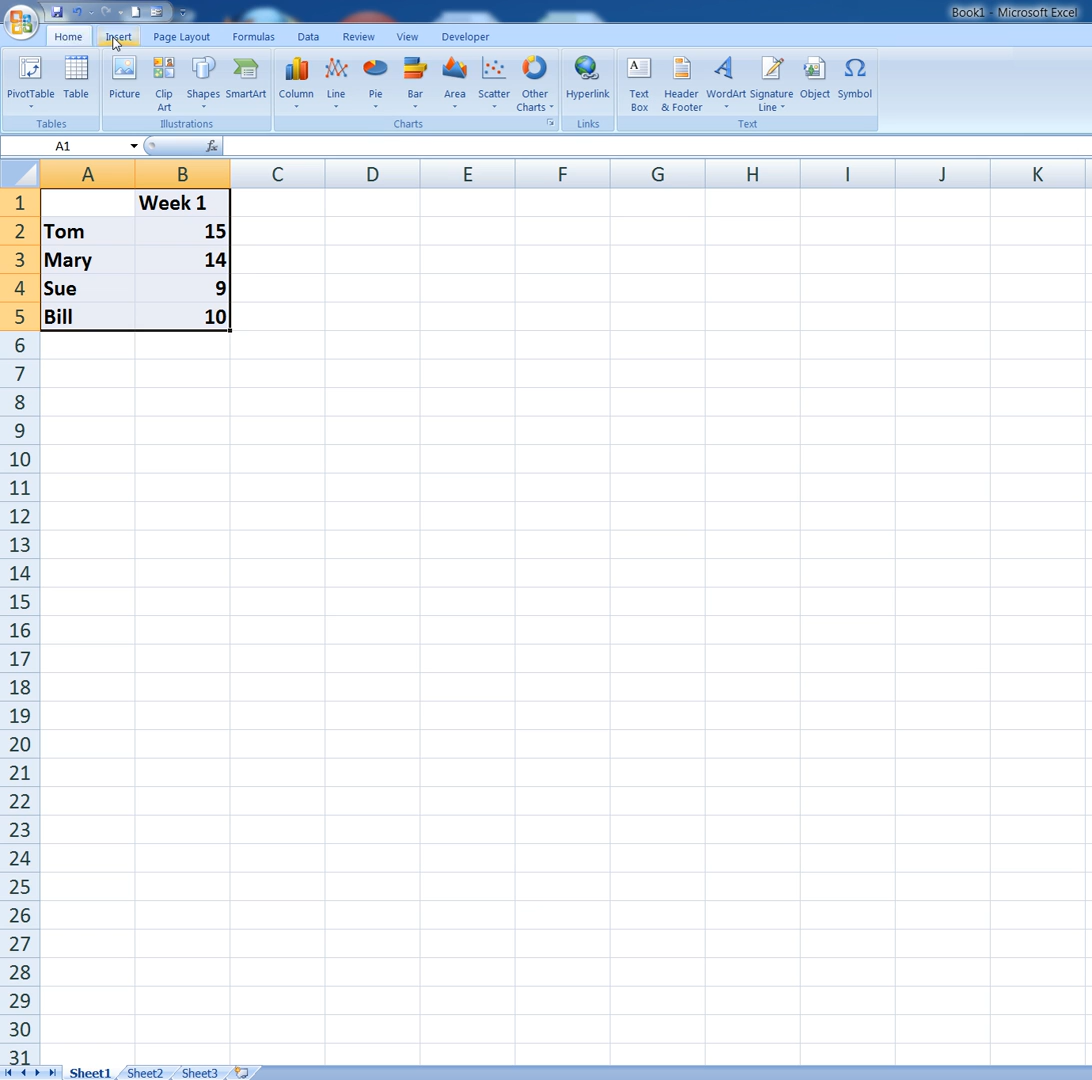 Book1 - Microsoft Excel
Home Insert Page Layout Formulas Data Review View Developer
PivotTable Table Picture Clip Art Shapes SmartArt Column Line Pie Bar Area Scatter Other Charts Hyperlink Text Box Header & Footer WordArt Signature Line Object Symbol
Tables Illustrations Charts Links Text
A1 fx
A B C D E F G H I J K
1 Week 1
2 Tom 15
3 Mary 14
4 Sue 9
5 Bill 10
6
7
8
9
10
11
12
13
14
15
16
17
18
19
20
21
22
23
24
25
26
27
28
29
30
31
Sheet1 Sheet2 Sheet3